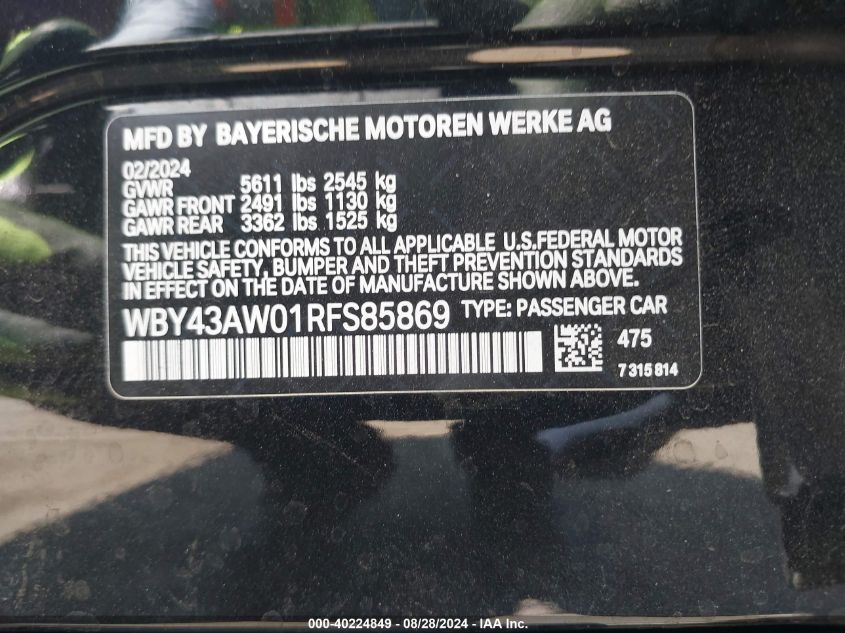 MFD BY BAYERISCHE MOTOREN WERKE AG
02/2024
GVWR 5611 lbs 2545 kg
GAWR FRONT 2491 lbs 1130 kg
GAWR REAR 3362 lbs 1525 kg
THIS VEHICLE CONFORMS TO ALL APPLICABLE U.S.FEDERAL MOTOR
VEHICLE SAFETY, BUMPER AND THEFT PREVENTION STANDARDS
IN EFFECT ON THE DATE OF MANUFACTURE SHOWN ABOVE.
WBY43AW01RFS85869 TYPE: PASSENGER CAR
475
7 315 814
000-40224849 - 08/28/2024 - IAA Inc.